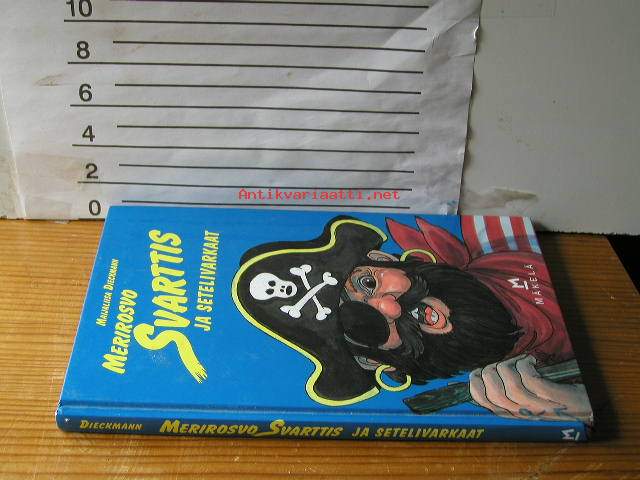 10
8
6
4
2
0
Antikvariaatti.net
MAIJALIISA DIECKMANN
MERIROSVO
SVARTTIS
JA SETELIVARKAAT
M
MÄKELÄ
DIECKMANN MERIROSVO SVARTTIS JA SETELIVARKAAT M